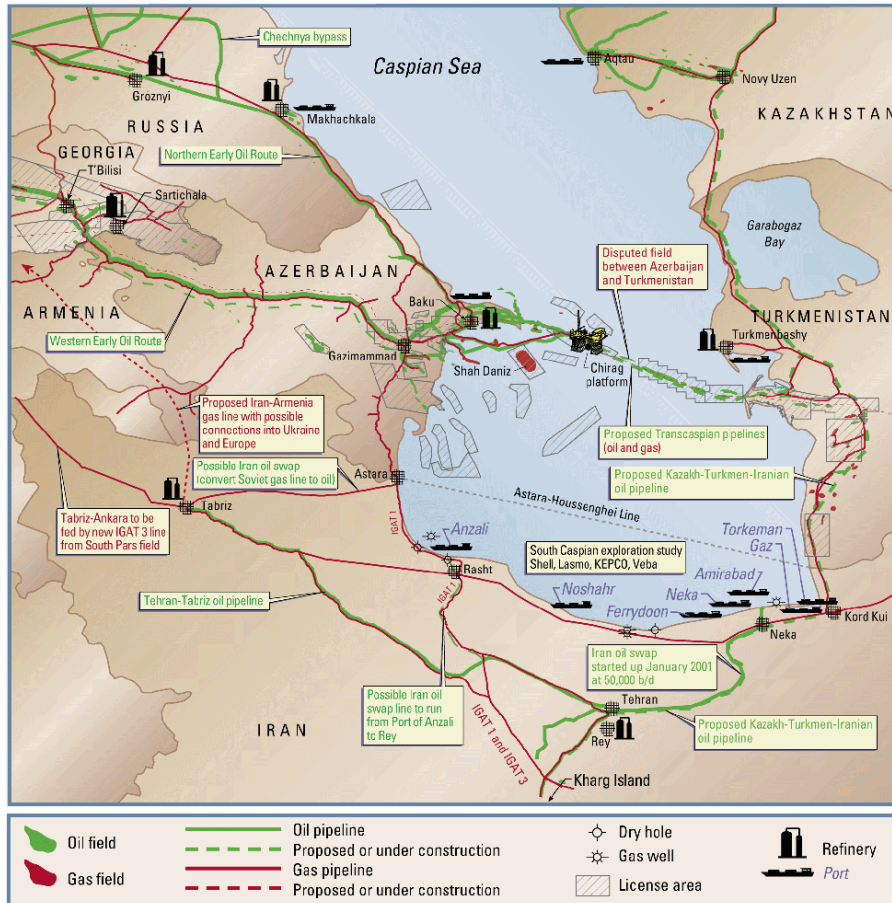 Chechnya bypass
Caspian Sea
Aqtau
Novy Uzen
Groznyi
Makhachkala
KAZAKHSTAN
RUSSIA
GEORGIA
Northern Early Oil Route
T'Bilisi
Sartichala
Garabogaz
Bay
Disputed field
between Azerbaijan
and Turkmenistan
AZERBAIJAN
Baku
ARMENIA
TURKMENISTAN
Turkmenbashy
Western Early Oil Route
Gazimammad
Shah Daniz
Chirag
platform
Proposed Iran-Armenia
gas line with possible
connections into Ukraine
and Europe
Proposed Transcaspian pipelines
(oil and gas)
Possible Iran oil swap
(convert Soviet gas line to oil)
Astara
Proposed Kazakh-Turkmen-Iranian
oil pipeline
Astara-Houssenghei Line
Tabriz
Tabriz-Ankara to be
fed by new IGAT 3 line
from South Pars field
IGAT 1
Anzali
Torkeman
Gaz
South Caspian exploration study
Shell, Lasmo, KEPCO, Veba
Amirabad
Rasht
Noshahr
Neka
Ferrydoon
IGAT 1
Tehran-Tabriz oil pipeline
Neka
Kord Kui
Iran oil swap
started up January 2001
at 50,000 b/d
Possible Iran oil
swap line to run
from Port of Anzali
to Rey
Tehran
IRAN
Rey
Proposed Kazakh-Turkmen-Iranian
oil pipeline
IGAT 1 and IGAT 3
Kharg Island
Oil field
Gas field
Oil pipeline
Proposed or under construction
Gas pipeline
Proposed or under construction
Dry hole
Gas well
License area
Refinery
Port